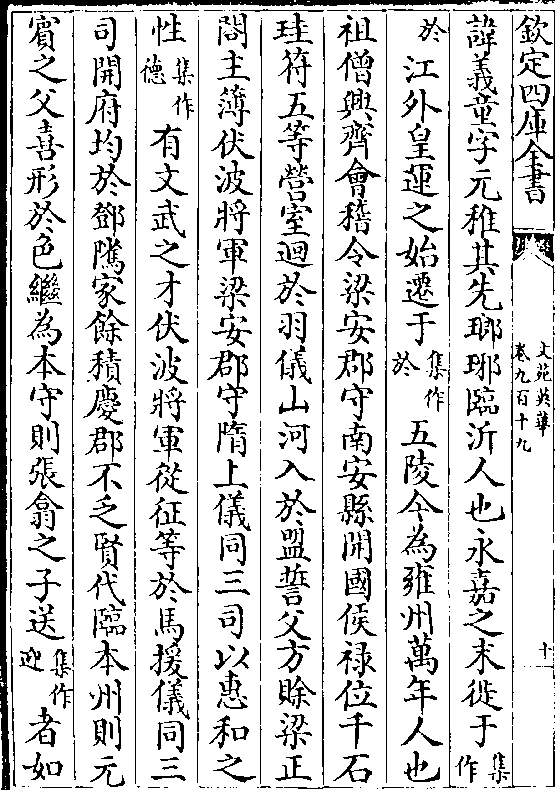 欽定四庫全書
文苑英華
卷九百十九
十
諱義童字元稚其先瑯琊臨沂人也永嘉之末徙于集作
於江外皇運之始遷于集作於五陵今為雍州萬年人也
祖僧興齊會稽令梁安郡守南安縣開國侯禄位千石
珪符五等營室迴於羽儀山河入於盟誓父方賒梁正
閤主簿伏波將軍梁安郡守隋上儀同三司以惠和之
性集作德有文武之才伏波將軍從征等於馬援儀同三
司開府均於鄧隲家餘積慶郡不乏賢代臨本州則元
賓之父喜形於色繼為本守則張翕之子送集作迎者如